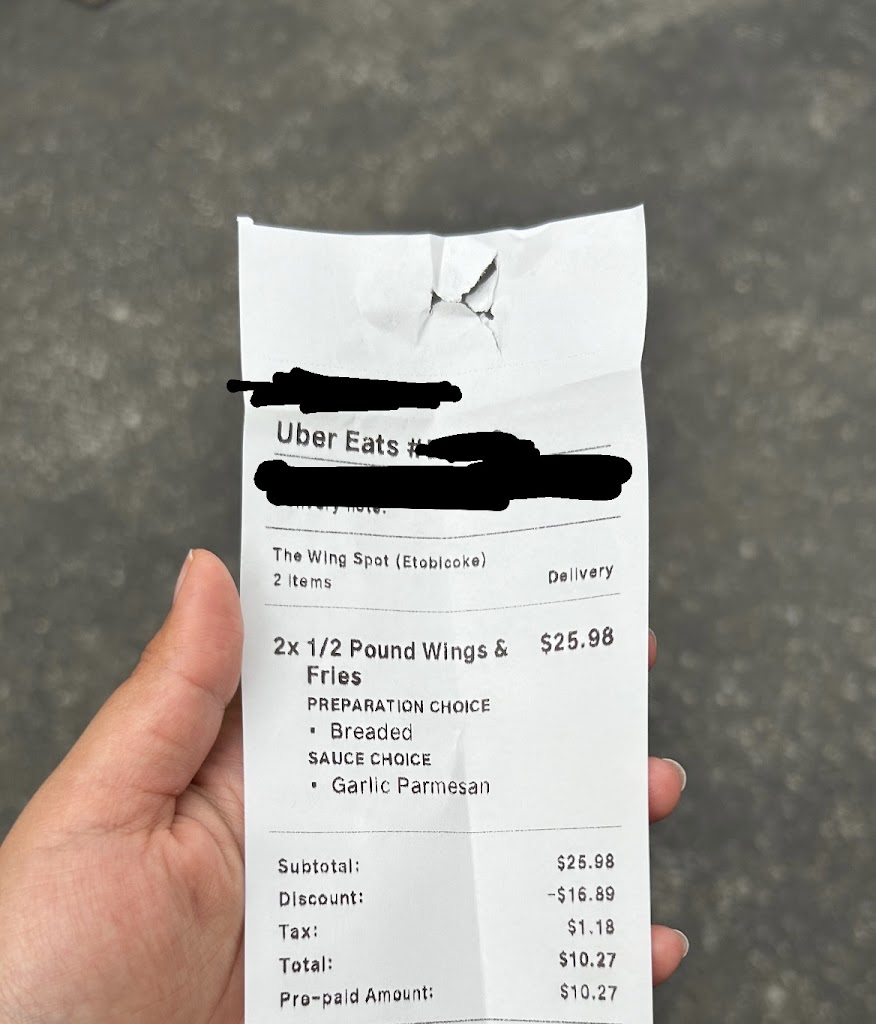 Uber Eats #
The Wing Spot (Etobicoke)
2 items
Delivery
2x 1/2 Pound Wings & $25.98
Fries
PREPARATION CHOICE
• Breaded
SAUCE CHOICE
• Garlic Parmesan
Subtotal: $25.98
Discount: -$16.89
Tax: $1.18
Total: $10.27
Pre-paid Amount: $10.27